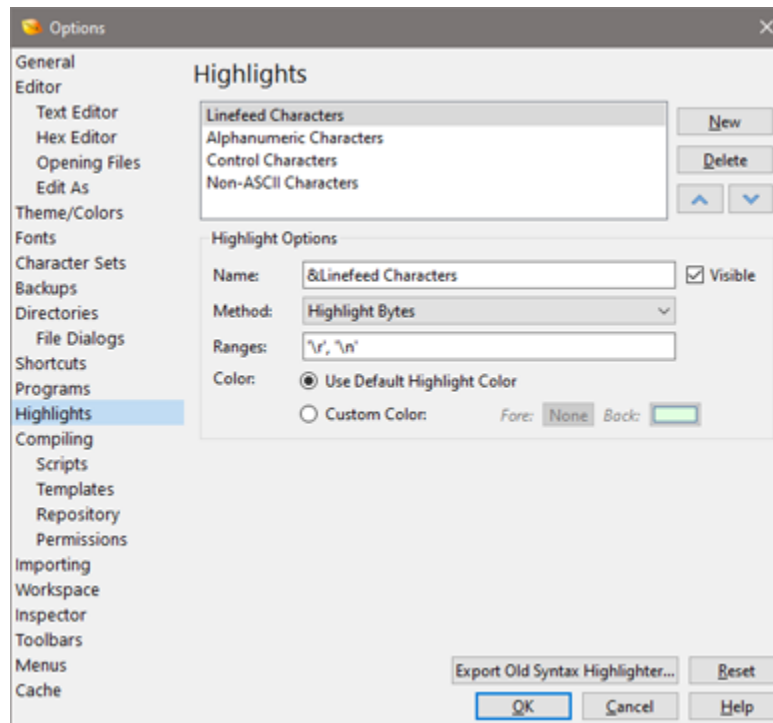 Options
General
Editor
Text Editor
Hex Editor
Opening Files
Edit As
Theme/Colors
Fonts
Character Sets
Backups
Directories
File Dialogs
Shortcuts
Programs
Highlights
Compiling
Scripts
Templates
Repository
Permissions
Importing
Workspace
Inspector
Toolbars
Menus
Cache
Highlights
Linefeed Characters
Alphanumeric Characters
Control Characters
Non-ASCII Characters
New
Delete
Highlight Options
Name: &Linefeed Characters Visible
Method: Highlight Bytes
Ranges: '\r', '\n'
Color: Use Default Highlight Color
Custom Color: Fore: None Back:
Export Old Syntax Highlighter... Reset
OK Cancel Help